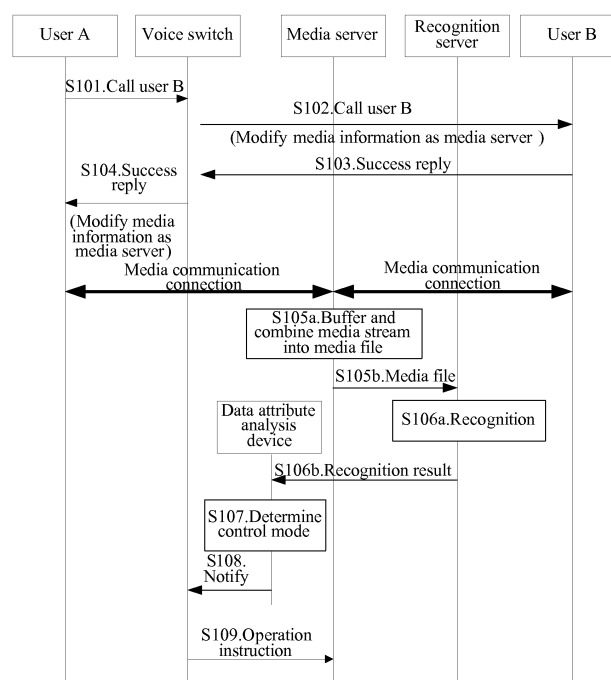 User A
Voice switch
Media server
Recognition
server
User B
S101.Call user B
S102.Call user B
(Modify media information as media server )
S103.Success reply
S104.Success
reply
(Modify media
information as
media server)
Media communication
connection
Media communication
connection
S105a.Buffer and
combine media stream
into media file
S105b.Media file
S106a.Recognition
Data attribute
analysis
device
S106b.Recognition result
S107.Determine
control mode
S108.
Notify
S109.Operation
instruction